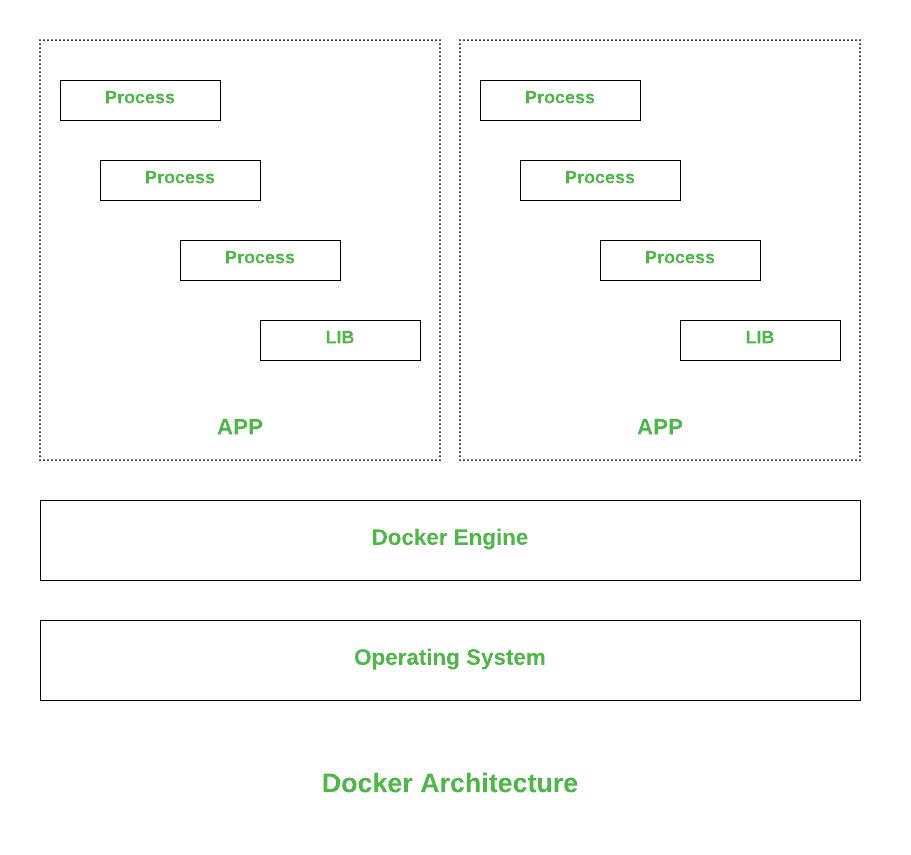 Process
Process
Process
LIB
APP
Process
Process
Process
LIB
APP
Docker Engine
Operating System
Docker Architecture